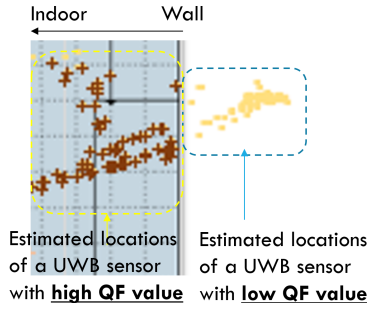 Indoor Wall
Estimated locations
of a UWB sensor
with high QF value
Estimated locations
of a UWB sensor
with low QF value